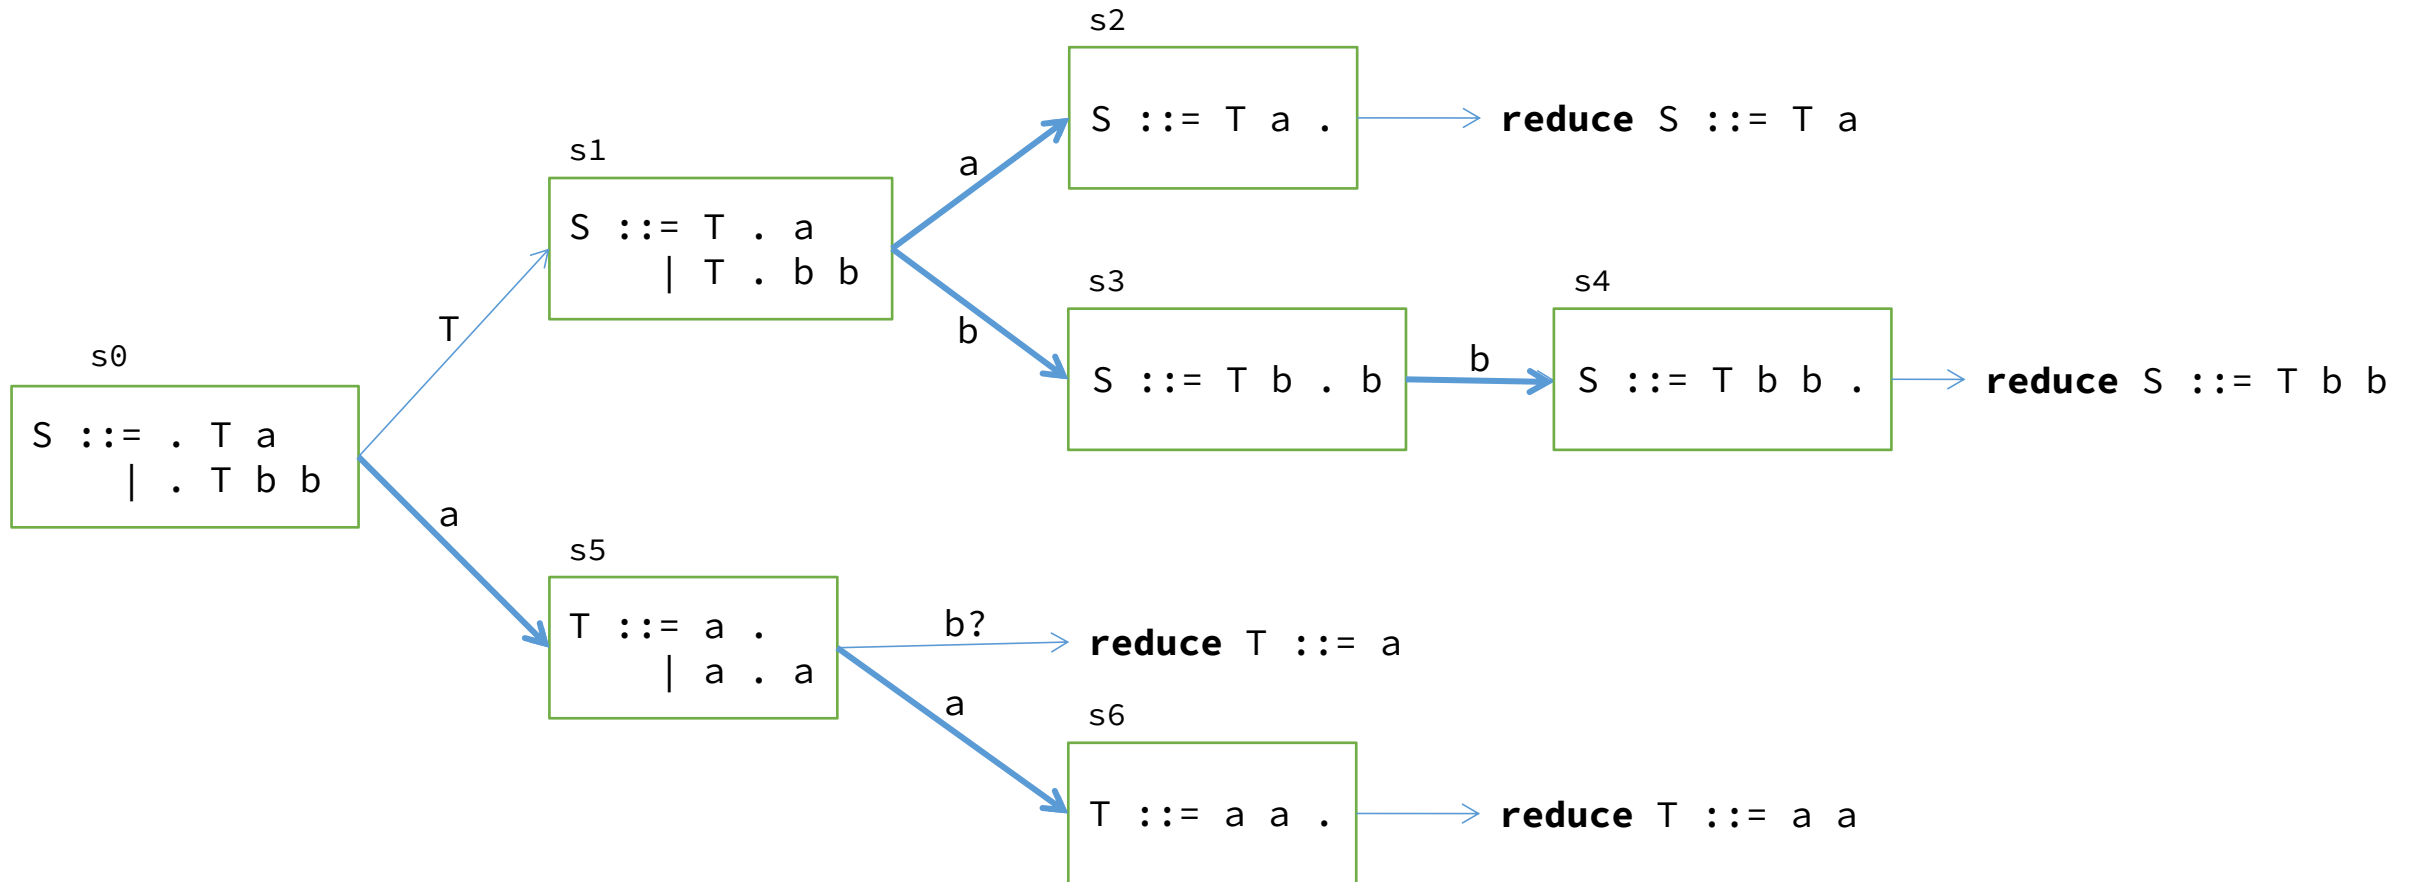 s2
S ::= T a .
reduce S ::= T a
s1
S ::= T . a
| T . b b
a
b
s3
S ::= T b . b
b
s4
S ::= T b b .
reduce S ::= T b b
T
s0
S ::= . T a
| . T b b
a
s5
T ::= a .
| a . a
b?
reduce T ::= a
a
s6
T ::= a a .
reduce T ::= a a